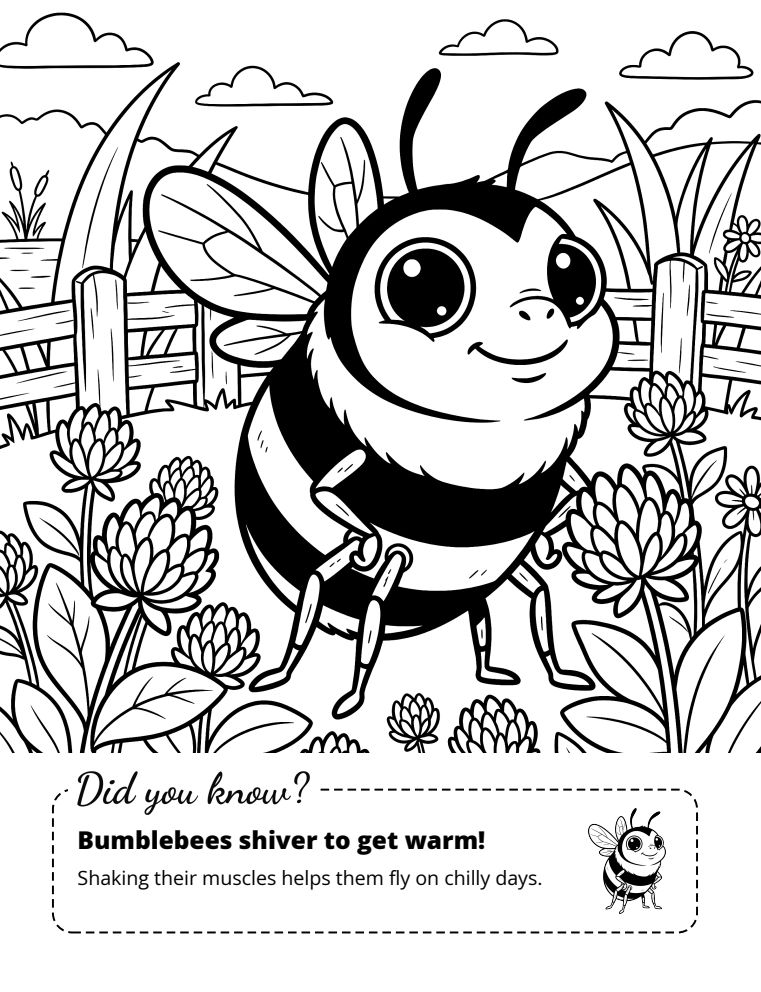 Did you know?
Bumblebees shiver to get warm!
Shaking their muscles helps them fly on chilly days.